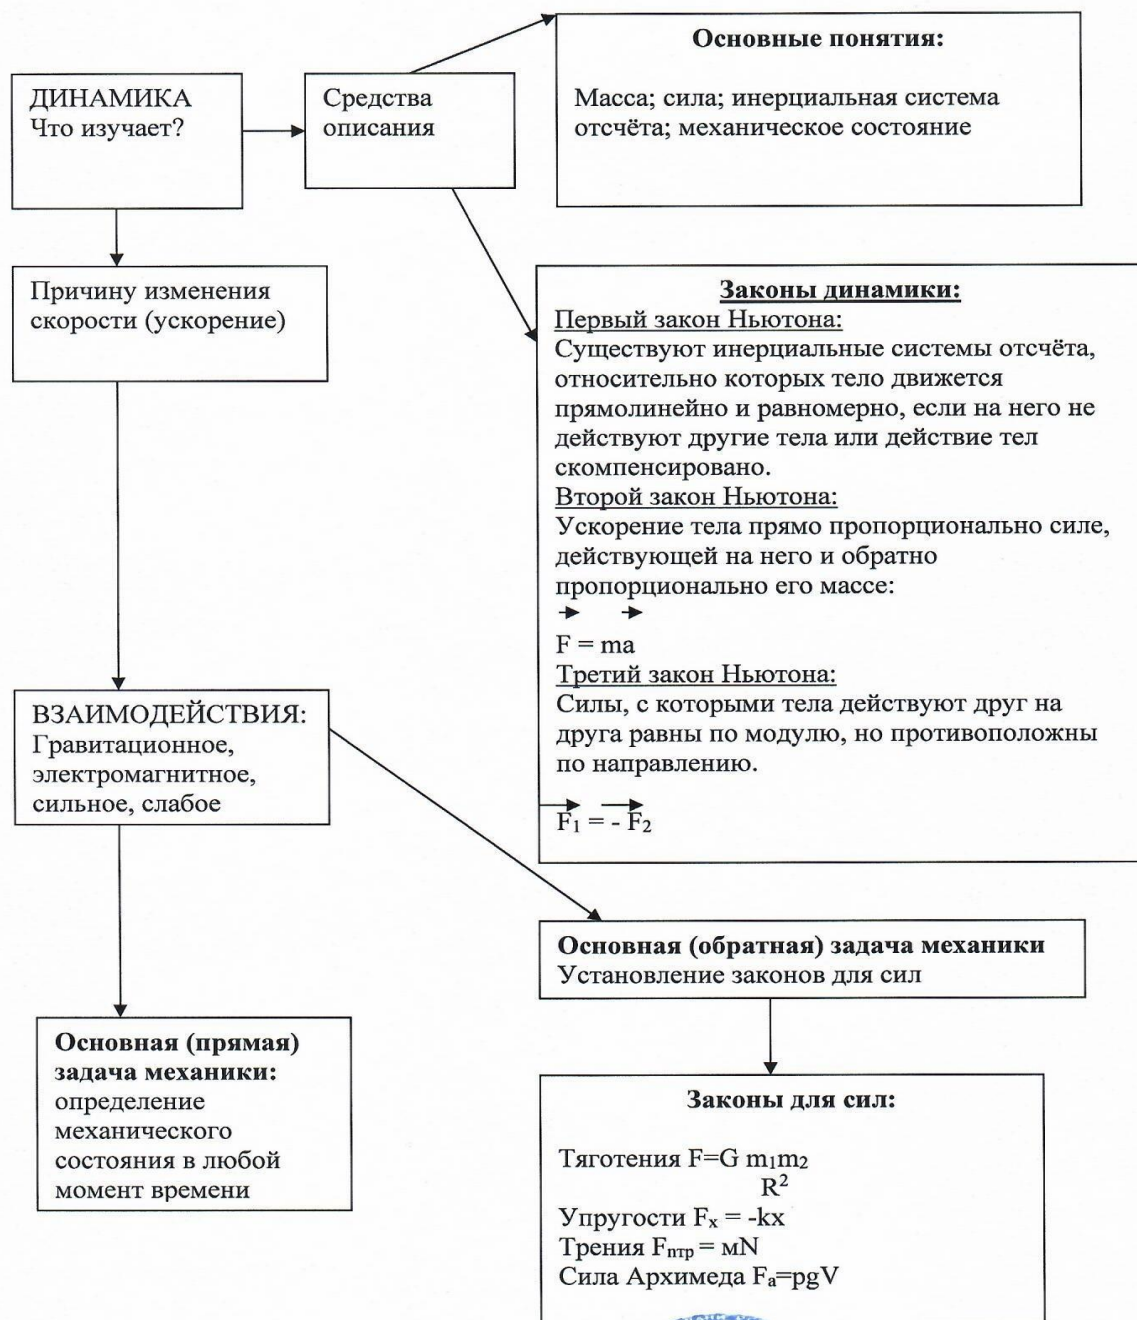 ДИНАМИКА
Что изучает?
Средства
описания
Основные понятия:
Масса; сила; инерциальная система
отсчёта; механическое состояние
Причину изменения
скорости (ускорение)
Законы динамики:
Первый закон Ньютона:
Существуют инерциальные системы отсчёта,
относительно которых тело движется
прямолинейно и равномерно, если на него не
действуют другие тела или действие тел
скомпенсировано.
Второй закон Ньютона:
Ускорение тела прямо пропорционально силе,
действующей на него и обратно
пропорционально его массе:
F = ma
Третий закон Ньютона:
Силы, с которыми тела действуют друг на
друга равны по модулю, но противоположны
по направлению.
F₁ = - F₂
ВЗАИМОДЕЙСТВИЯ:
Гравитационное,
электромагнитное,
сильное, слабое
Основная (обратная) задача механики
Установление законов для сил
Основная (прямая)
задача механики:
определение
механического
состояния в любой
момент времени
Законы для сил:
Тяготения F=G m₁m₂
R²
Упругости Fₓ = -kx
Трения Fптр = мN
Сила Архимеда Fₐ=pgV